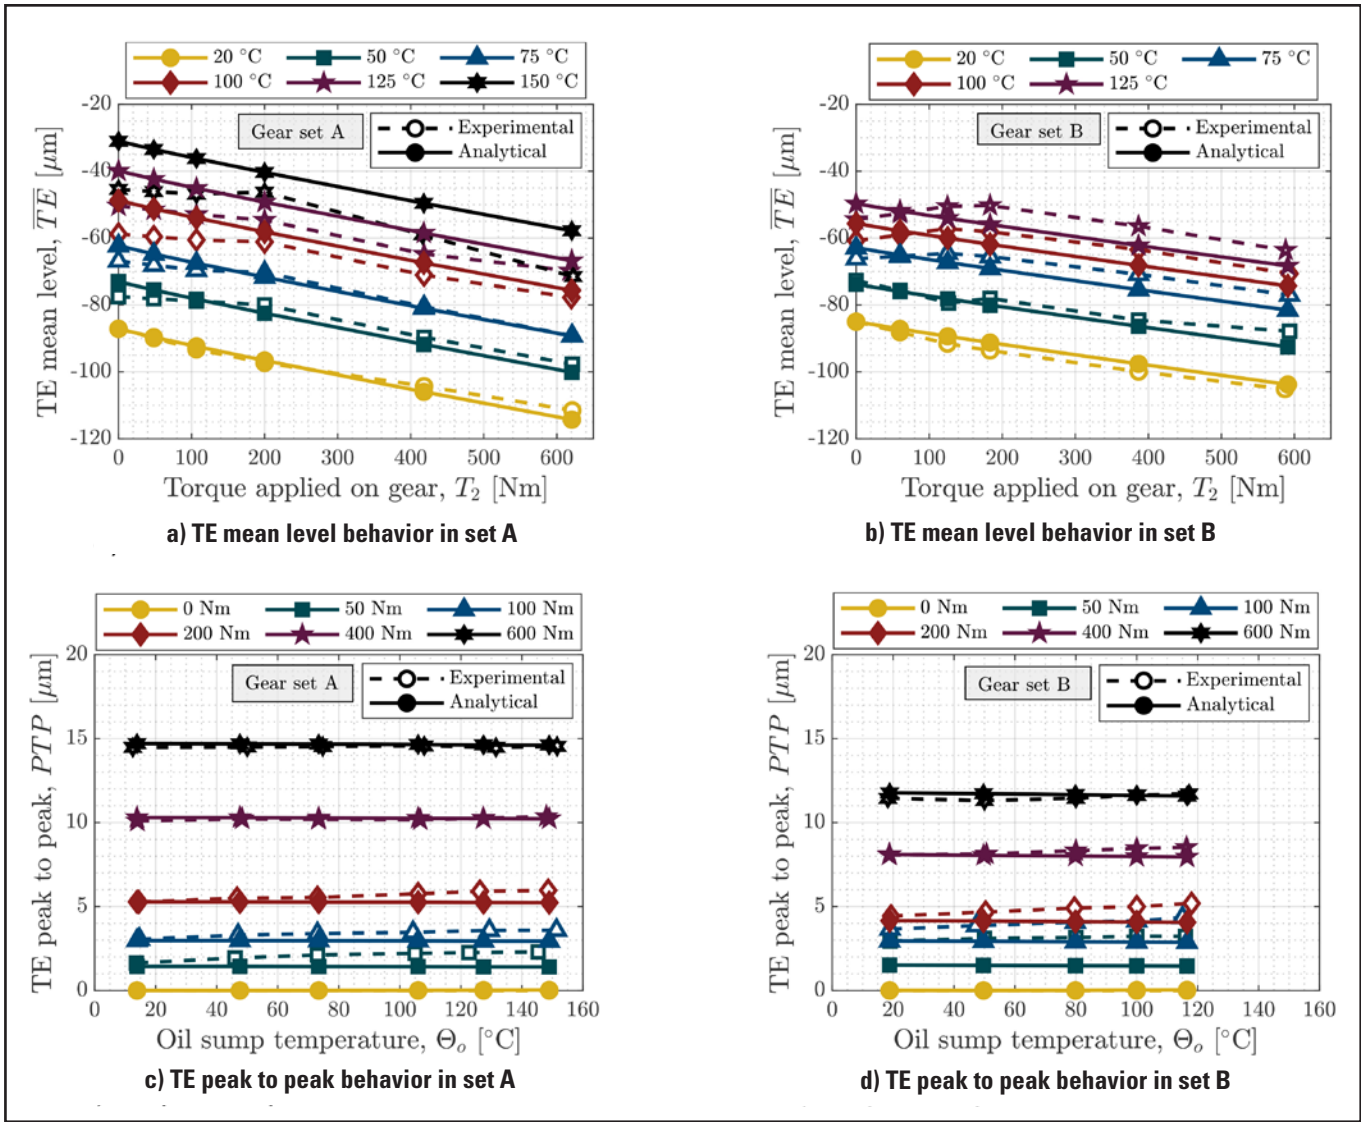 20 °C 50 °C 75 °C
100 °C 125 °C 150 °C
-20
-40
-60
-80
-100
-120
TE mean level, TE [μm]
Gear set A
Experimental
Analytical
0 100 200 300 400 500 600
Torque applied on gear, T₂ [Nm]
a) TE mean level behavior in set A
20 °C 50 °C 75 °C
100 °C 125 °C
-20
-40
-60
-80
-100
-120
TE mean level, TE [μm]
Gear set B
Experimental
Analytical
0 100 200 300 400 500 600
Torque applied on gear, T₂ [Nm]
b) TE mean level behavior in set B
0 Nm 50 Nm 100 Nm
200 Nm 400 Nm 600 Nm
20
15
10
5
0
TE peak to peak, PTP [μm]
Gear set A
Experimental
Analytical
0 20 40 60 80 100 120 140 160
Oil sump temperature, Θₒ [°C]
c) TE peak to peak behavior in set A
0 Nm 50 Nm 100 Nm
200 Nm 400 Nm 600 Nm
20
15
10
5
0
TE peak to peak, PTP [μm]
Gear set B
Experimental
Analytical
0 20 40 60 80 100 120 140 160
Oil sump temperature, Θₒ [°C]
d) TE peak to peak behavior in set B